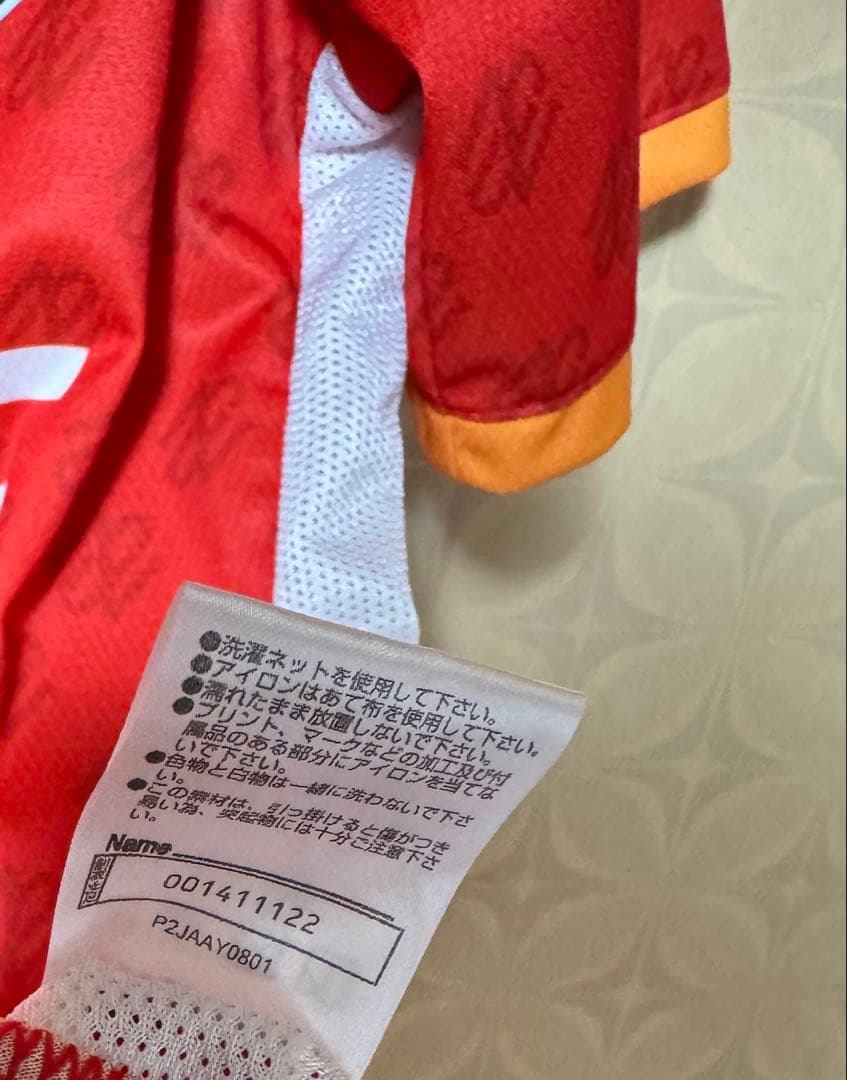 ●洗濯ネットを使用して下さい。
●アイロンはあて布を使用して下さい。
●濡れたまま放置しないで下さい。
●プリント、マークなどの加工及び付
属品のある部分にアイロンを当てな
いで下さい。
●色物と白物は一緒に洗わないで下さ
い。
●この素材は、引っ掛けると傷がつき
易い為、突起物には十分ご注意下さ
い。
Name
製造
001411122
P2JAAY0801